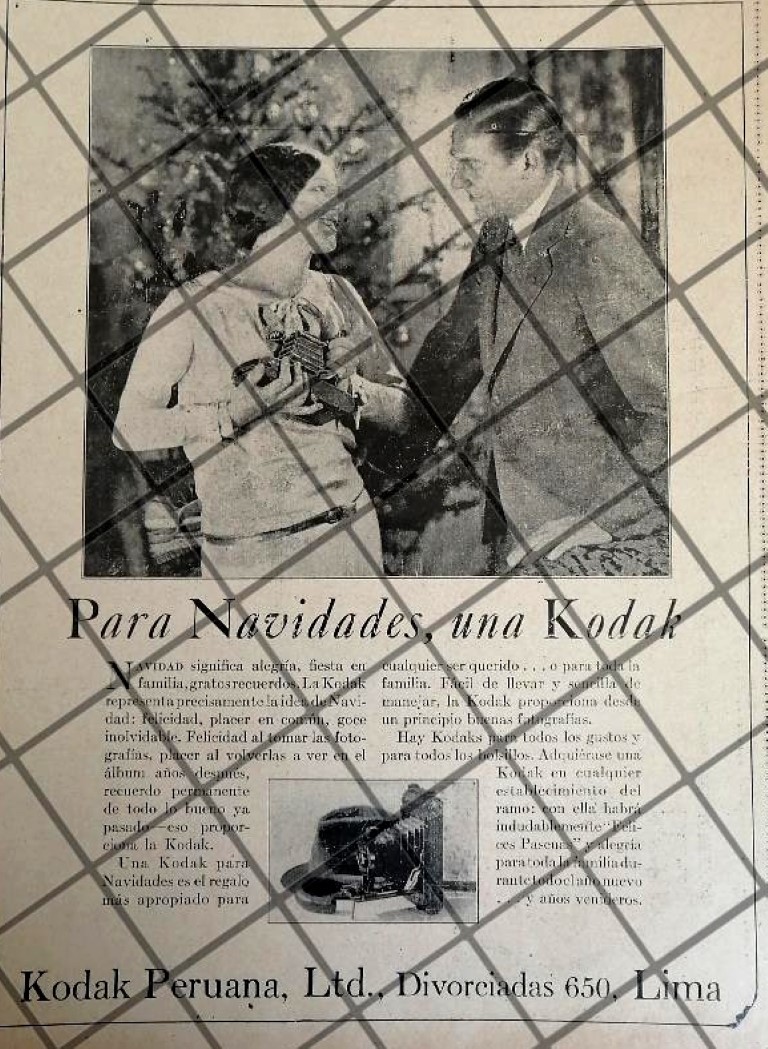 Para Navidades, una Kodak
NAVIDAD significa alegría, fiesta en
familia, gratos recuerdos. La Kodak
representa precisamente la idea de Navi-
dad: felicidad, placer en común, goce
inolvidable. Felicidad al tomar las foto-
grafías, placer al volverlas a ver en el
álbum años después,
recuerdo permanente
de todo lo bueno ya
pasado—eso propor-
ciona la Kodak.
Una Kodak para
Navidades es el regalo
más apropiado para
cualquier ser querido . . . o para toda la
familia. Fácil de llevar y sencilla de
manejar, la Kodak proporciona desde
un principio buenas fotografías.
Hay Kodaks para todos los gustos y
para todos los bolsillos. Adquiérase una
Kodak en cualquier
establecimiento del
ramo: con ella habrá
indudablemente "Feli-
ces Pascuas" y alegría
para toda la familia du-
rante todo el año nuevo
. . . y años venideros.
Kodak Peruana, Ltd., Divorciadas 650, Lima